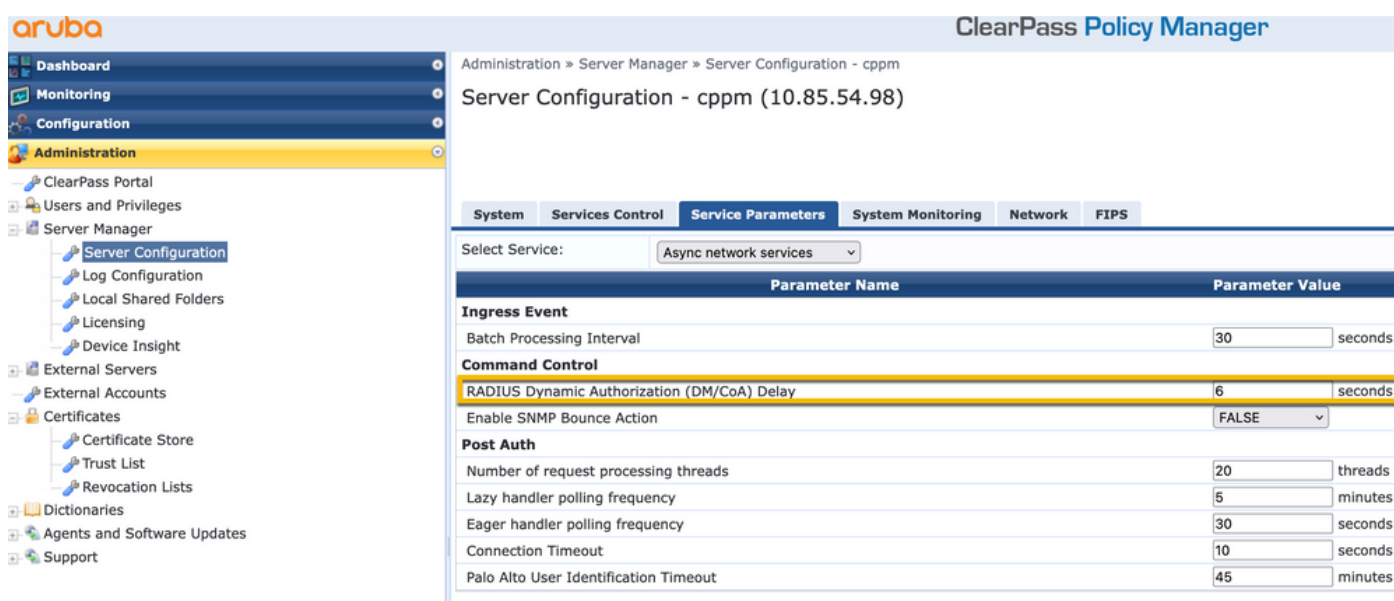 aruba
ClearPass Policy Manager
Dashboard
Monitoring
Configuration
Administration
ClearPass Portal
Users and Privileges
Server Manager
Server Configuration
Log Configuration
Local Shared Folders
Licensing
Device Insight
External Servers
External Accounts
Certificates
Certificate Store
Trust List
Revocation Lists
Dictionaries
Agents and Software Updates
Support
Administration » Server Manager » Server Configuration - cppm
Server Configuration - cppm (10.85.54.98)
System Services Control Service Parameters System Monitoring Network FIPS
Select Service: Async network services
Parameter Name Parameter Value
Ingress Event
Batch Processing Interval 30 seconds
Command Control
RADIUS Dynamic Authorization (DM/CoA) Delay 6 seconds
Enable SNMP Bounce Action FALSE
Post Auth
Number of request processing threads 20 threads
Lazy handler polling frequency 5 minutes
Eager handler polling frequency 30 seconds
Connection Timeout 10 seconds
Palo Alto User Identification Timeout 45 minutes